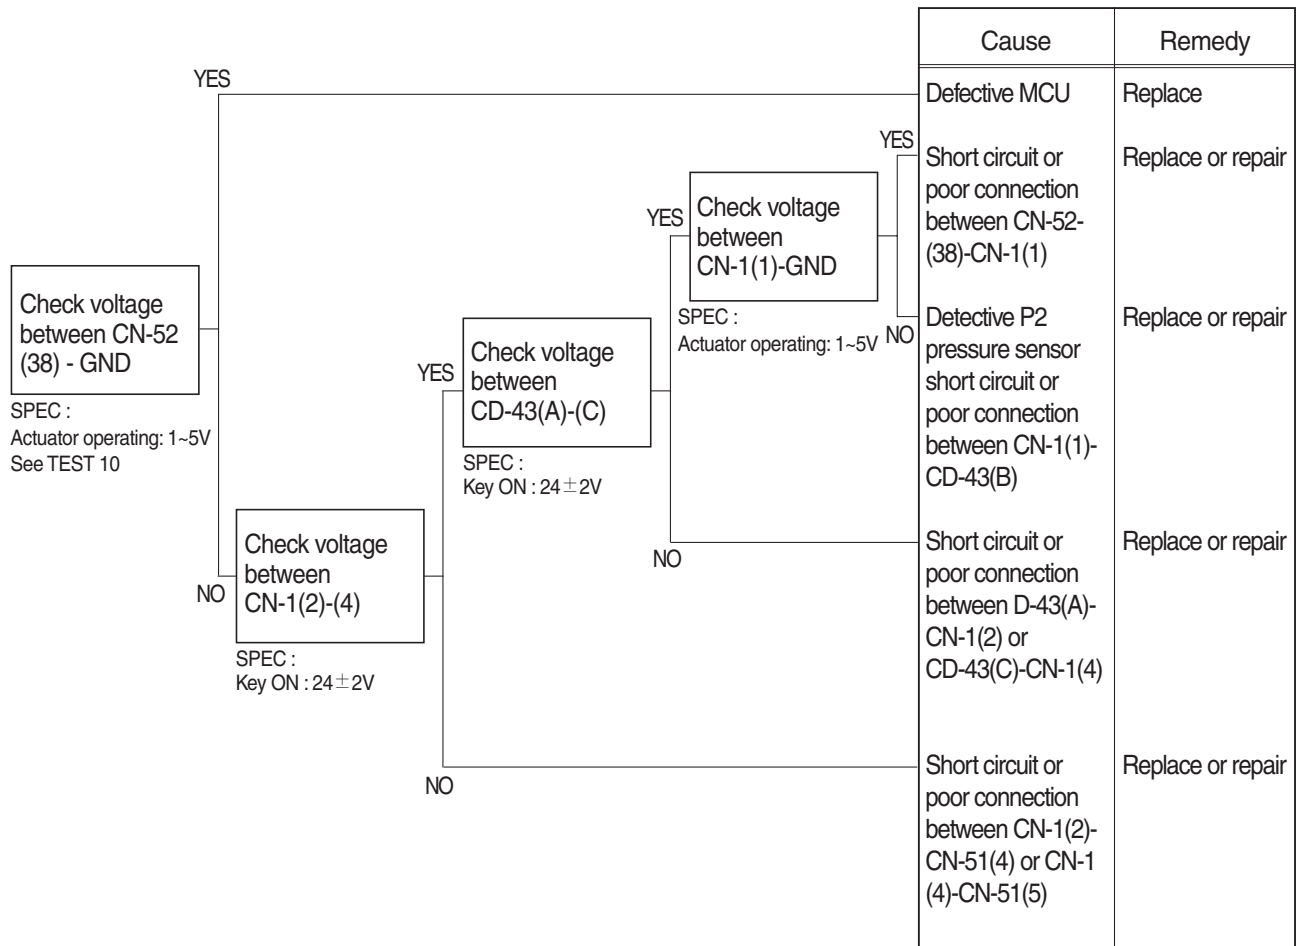 Cause
Remedy
YES
Defective MCU
Replace
YES
Short circuit or
poor connection
between CN-52-
(38)-CN-1(1)
Replace or repair
YES
Check voltage
between
CN-1(1)-GND
SPEC :
Actuator operating: 1~5V
NO
Detective P2
pressure sensor
short circuit or
poor connection
between CN-1(1)-
CD-43(B)
Replace or repair
Check voltage
between CN-52
(38) - GND
SPEC :
Actuator operating: 1~5V
See TEST 10
YES
Check voltage
between
CD-43(A)-(C)
SPEC :
Key ON : 24±2V
NO
Short circuit or
poor connection
between D-43(A)-
CN-1(2) or
CD-43(C)-CN-1(4)
Replace or repair
NO
Check voltage
between
CN-1(2)-(4)
SPEC :
Key ON : 24±2V
NO
Short circuit or
poor connection
between CN-1(2)-
CN-51(4) or CN-1
(4)-CN-51(5)
Replace or repair